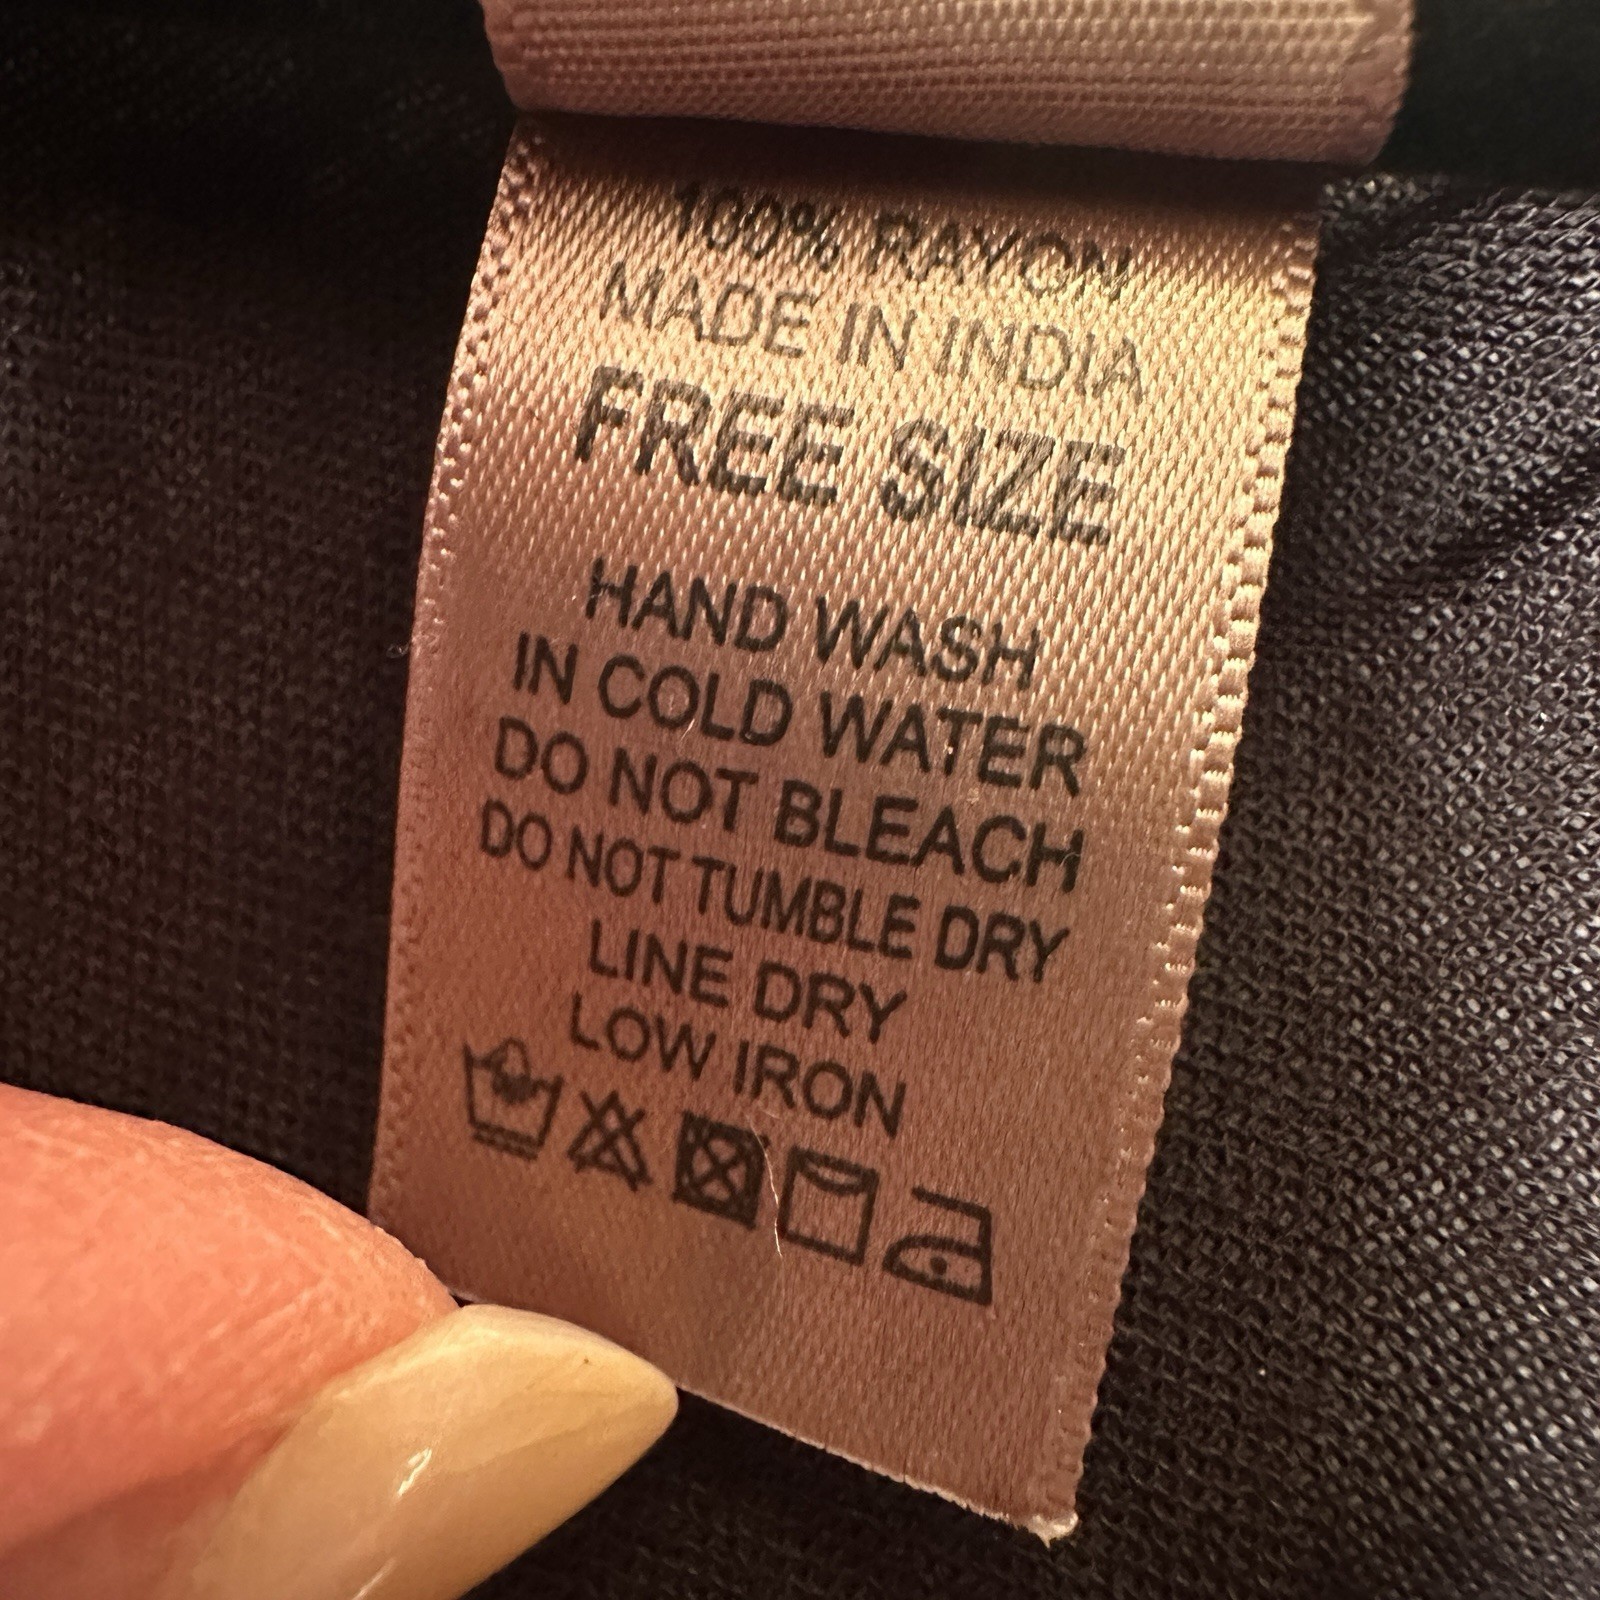 100% RAYON
MADE IN INDIA
FREE SIZE
HAND WASH
IN COLD WATER
DO NOT BLEACH
DO NOT TUMBLE DRY
LINE DRY
LOW IRON